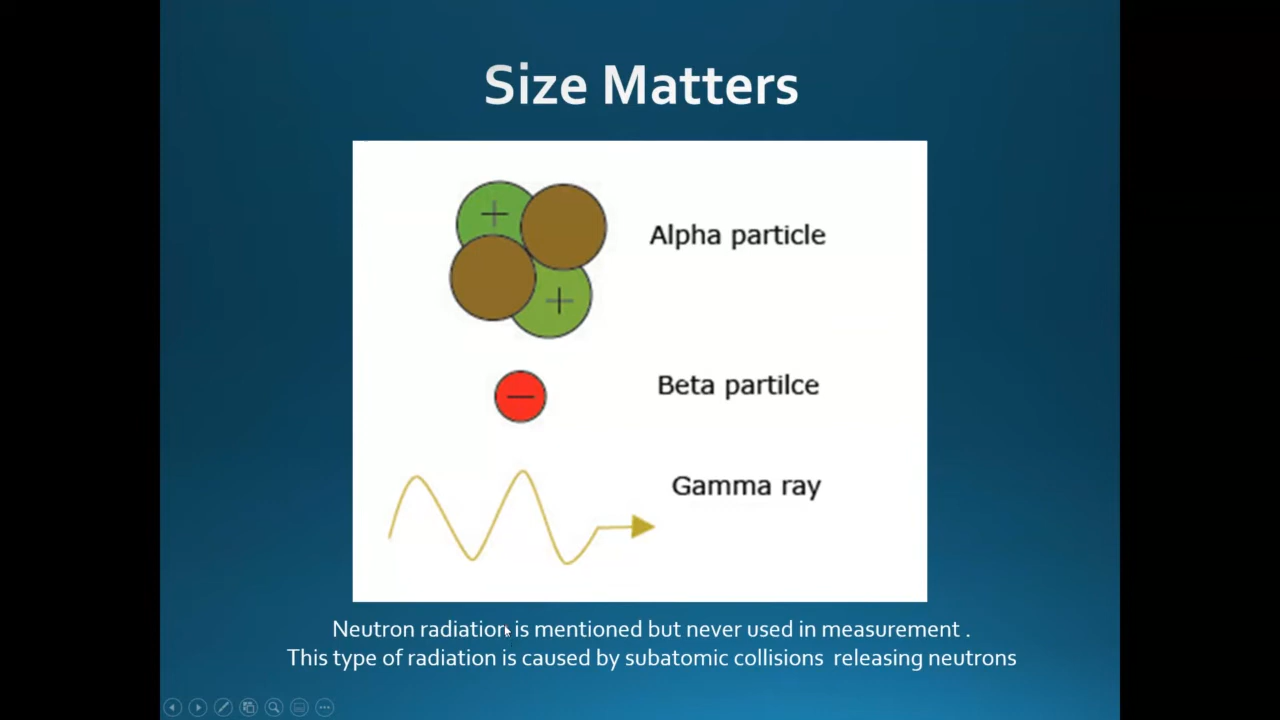 Size Matters
Alpha particle
Beta partilce
Gamma ray
Neutron radiation is mentioned but never used in measurement .
This type of radiation is caused by subatomic collisions  releasing neutrons